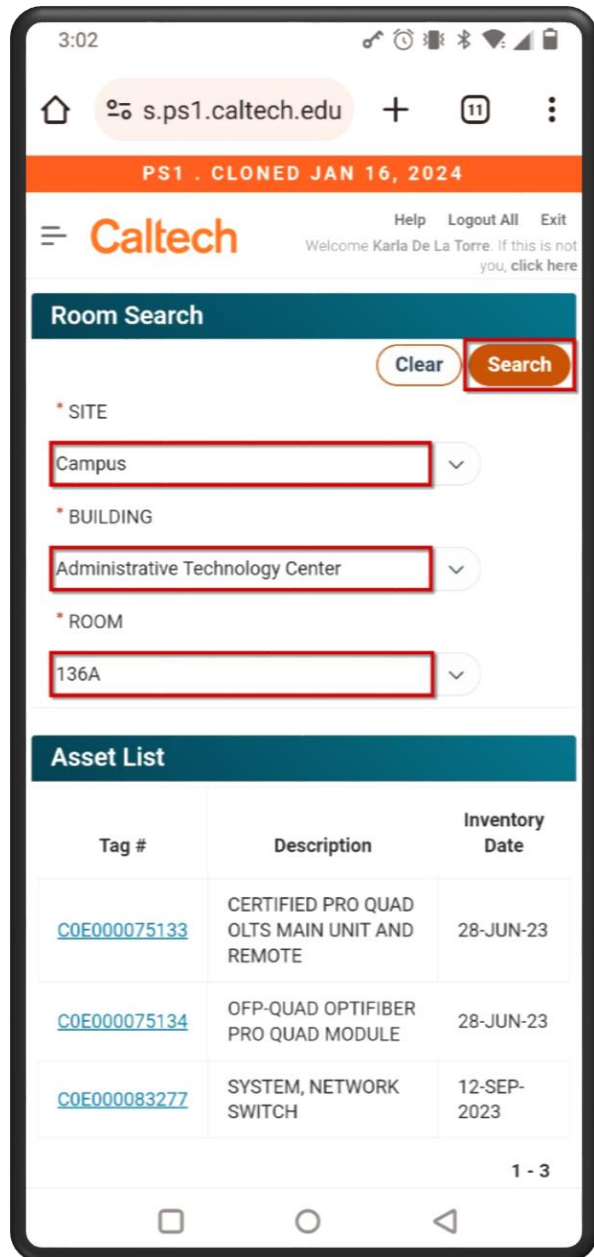 3:02
s.ps1.caltech.edu
11
PS1 . CLONED JAN 16, 2024
Caltech
Help Logout All Exit
Welcome Karla De La Torre. If this is not
you, click here
Room Search
Clear Search
* SITE
Campus
* BUILDING
Administrative Technology Center
* ROOM
136A
Asset List
Tag # Description Inventory
Date
C0E000075133 CERTIFIED PRO QUAD
OLTS MAIN UNIT AND
REMOTE 28-JUN-23
C0E000075134 OFP-QUAD OPTIFIBER
PRO QUAD MODULE 28-JUN-23
C0E000083277 SYSTEM, NETWORK
SWITCH 12-SEP-
2023
1 - 3